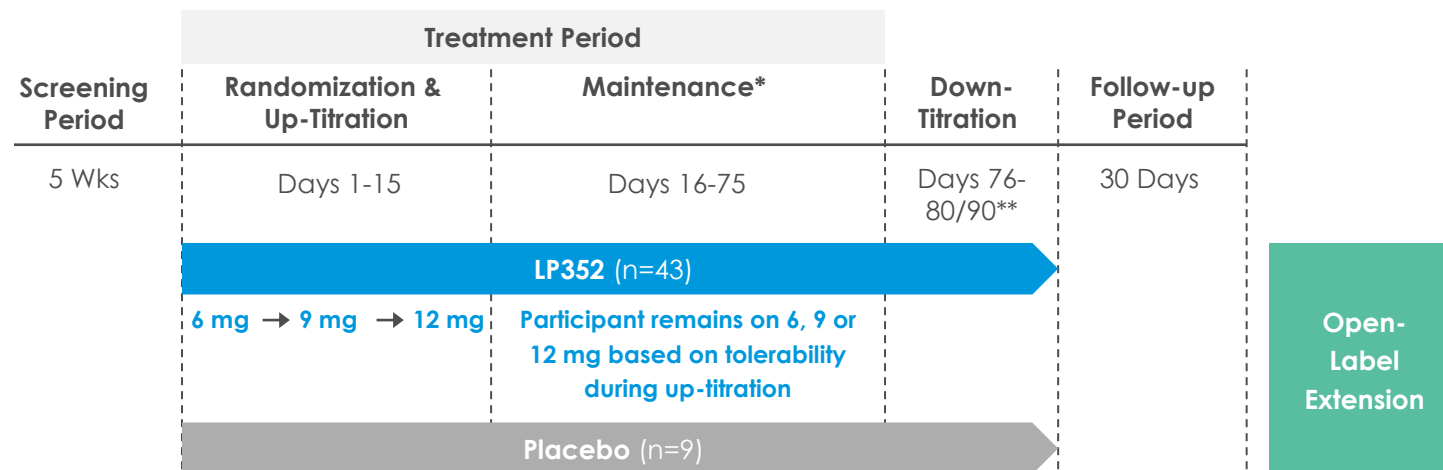 Treatment Period
Screening
Period
Randomization &
Up-Titration
Maintenance*
Down-
Titration
Follow-up
Period
5 Wks
Days 1-15
Days 16-75
Days 76-
80/90**
30 Days
LP352 (n=43)
6 mg → 9 mg → 12 mg
Participant remains on 6, 9 or
12 mg based on tolerability
during up-titration
Placebo (n=9)
Open-
Label
Extension